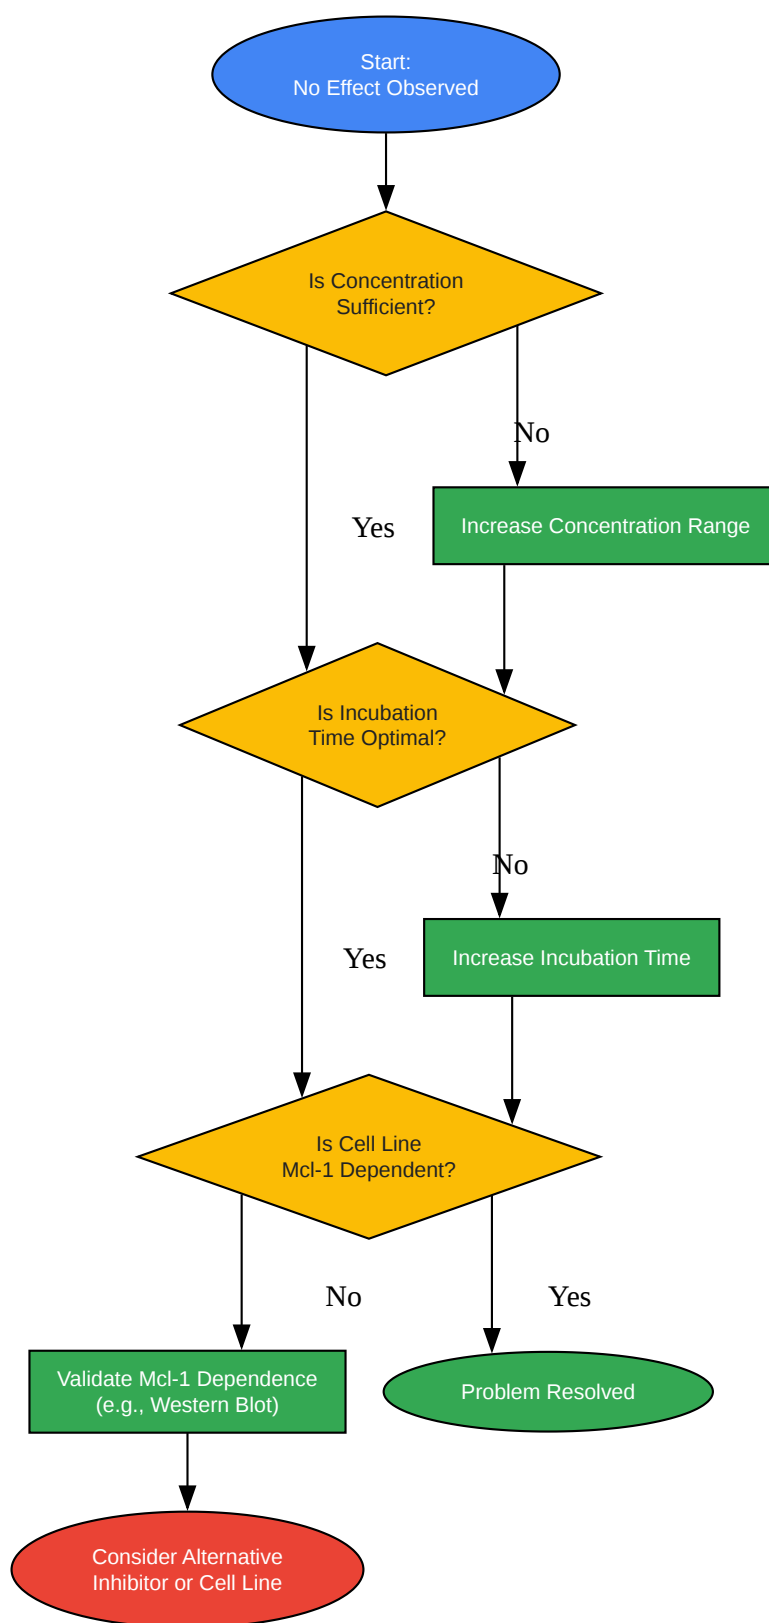 Start:
No Effect Observed
Is Concentration
Sufficient?
No
Yes
Increase Concentration Range
Is Incubation
Time Optimal?
No
Yes
Increase Incubation Time
Is Cell Line
Mcl-1 Dependent?
No
Yes
Validate Mcl-1 Dependence
(e.g., Western Blot)
Problem Resolved
Consider Alternative
Inhibitor or Cell Line